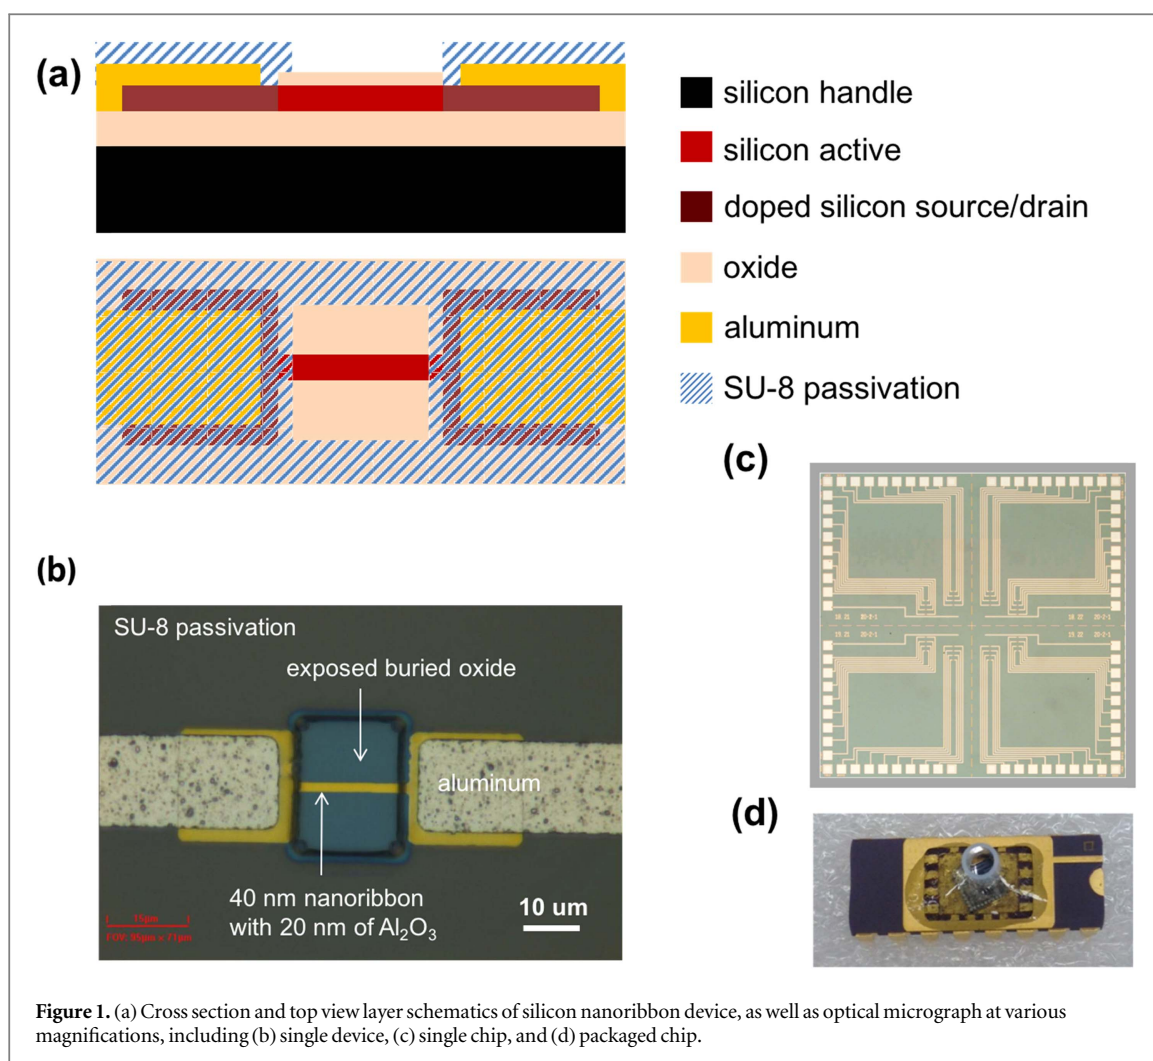 (a)
silicon handle
silicon active
doped silicon source/drain
oxide
aluminum
SU-8 passivation
(b)
SU-8 passivation
exposed buried oxide
aluminum
40 nm nanoribbon
with 20 nm of Al₂O₃
10 um
15µm
(c)
(d)
Figure 1. (a) Cross section and top view layer schematics of silicon nanoribbon device, as well as optical micrograph at various
magnifications, including (b) single device, (c) single chip, and (d) packaged chip.